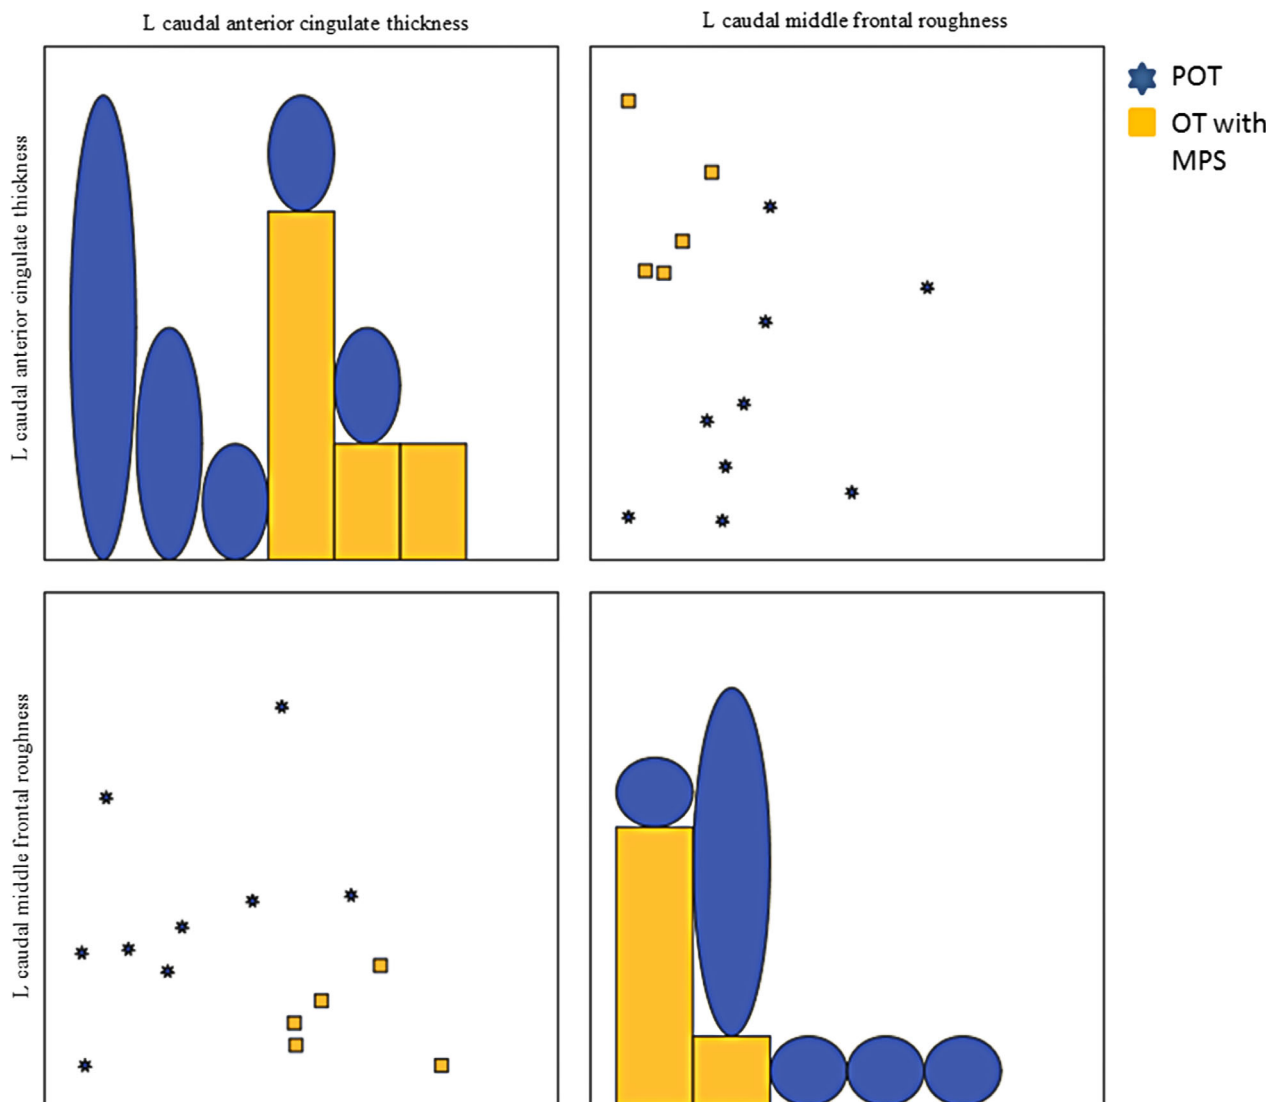 L caudal anterior cingulate thickness
L caudal middle frontal roughness
POT
OT with
MPS
L caudal anterior cingulate thickness
L caudal middle frontal roughness